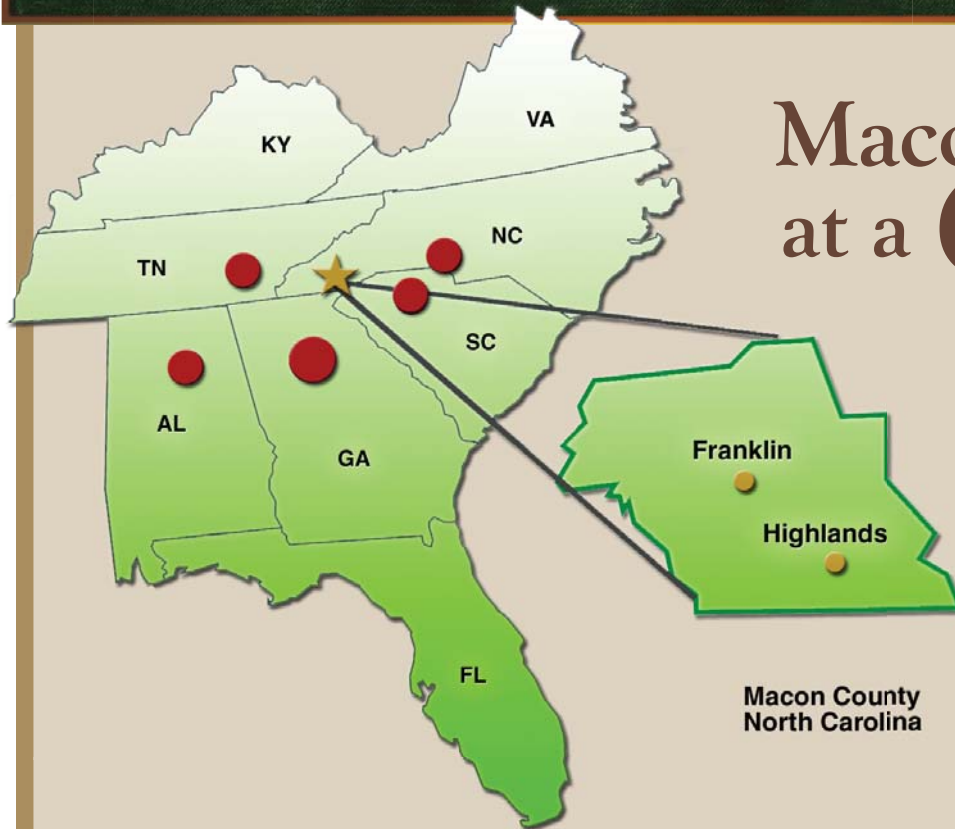 Maco
at a
KY
VA
TN
NC
SC
AL
GA
FL
Franklin
Highlands
Macon County
North Carolina